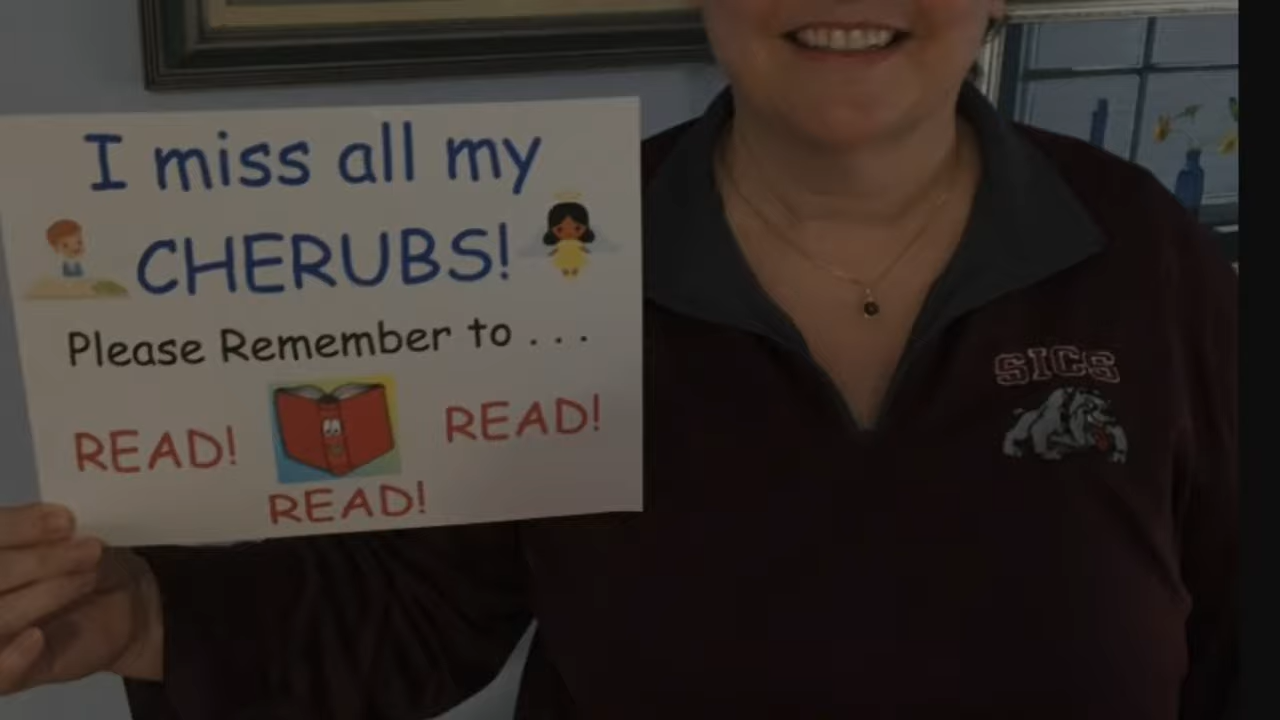 I miss all my
CHERUBS!
Please Remember to . . .
READ!
READ!
READ!
SICS